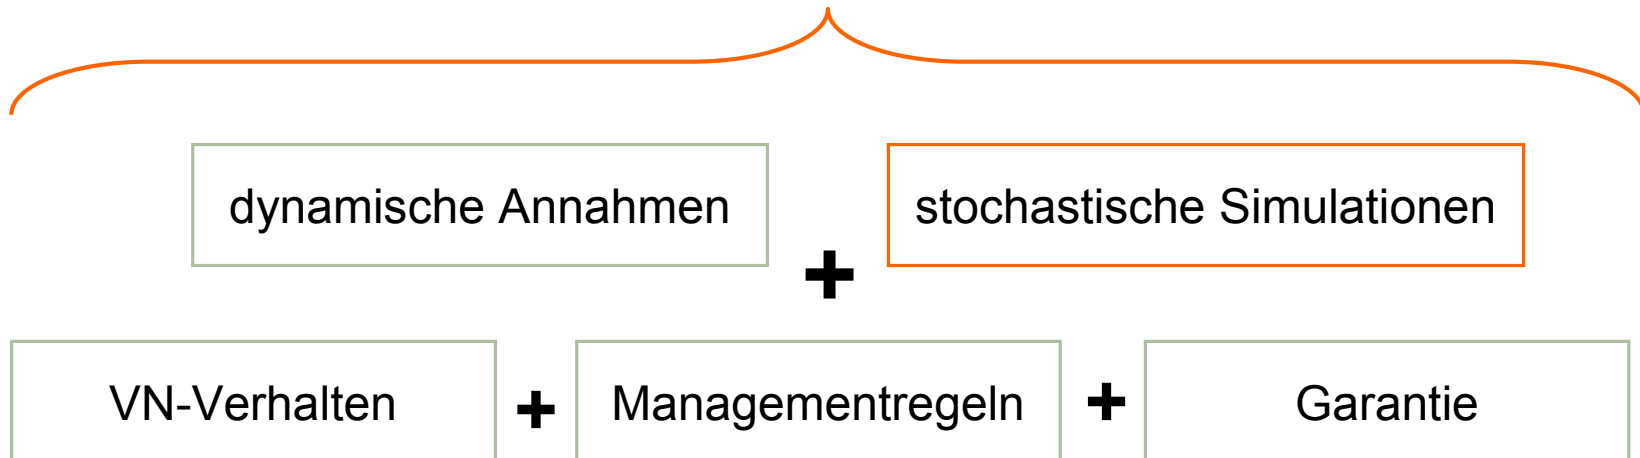 dynamische Annahmen
stochastische Simulationen
+
VN-Verhalten + Managementregeln + Garantie